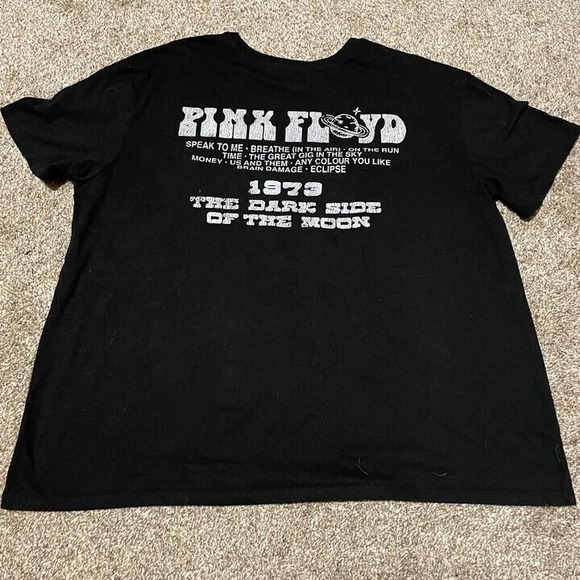 PINK FLOYD
SPEAK TO ME • BREATHE (IN THE AIR) • ON THE RUN
TIME • THE GREAT GIG IN THE SKY
MONEY • US AND THEM • ANY COLOUR YOU LIKE
BRAIN DAMAGE • ECLIPSE
1973
THE DARK SIDE
OF THE MOON